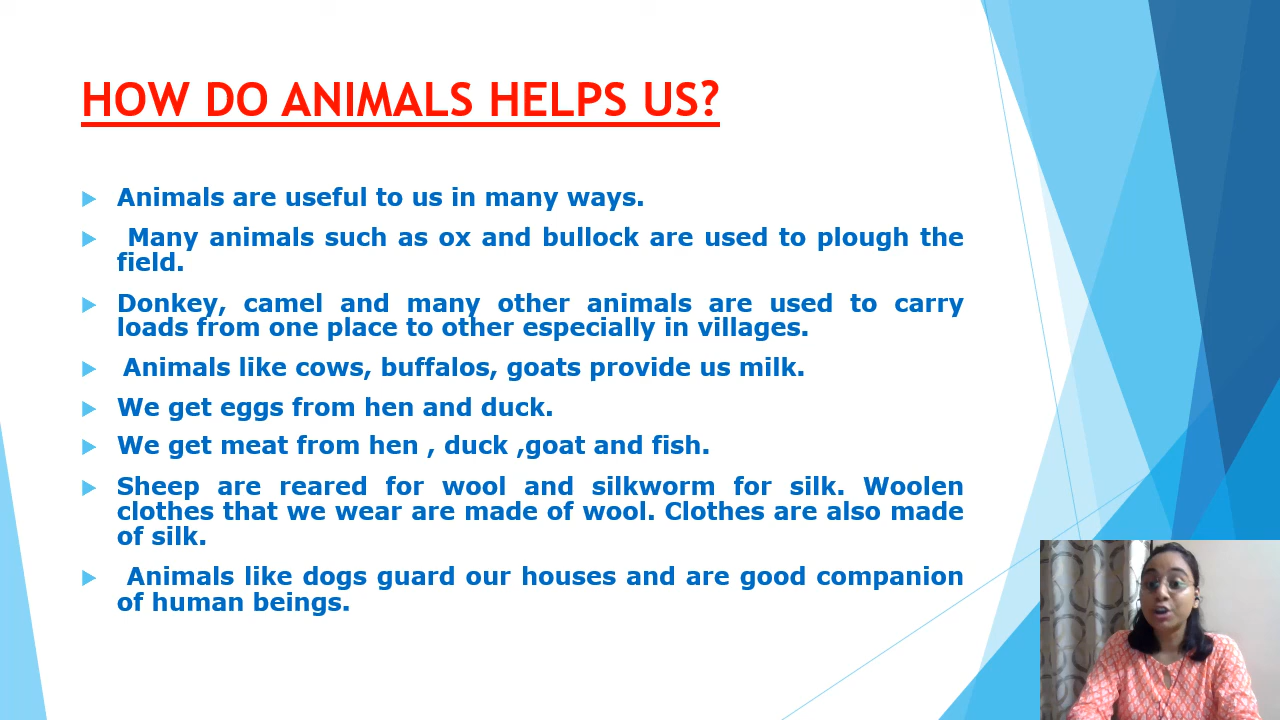 HOW DO ANIMALS HELPS US?
Animals are useful to us in many ways.
Many animals such as ox and bullock are used to plough the
field.
Donkey, camel and many other animals are used to carry
loads from one place to other especially in villages.
Animals like cows, buffalos, goats provide us milk.
We get eggs from hen and duck.
We get meat from hen , duck ,goat and fish.
Sheep are reared for wool and silkworm for silk. Woolen
clothes that we wear are made of wool. Clothes are also made
of silk.
Animals like dogs guard our houses and are good companion
of human beings.